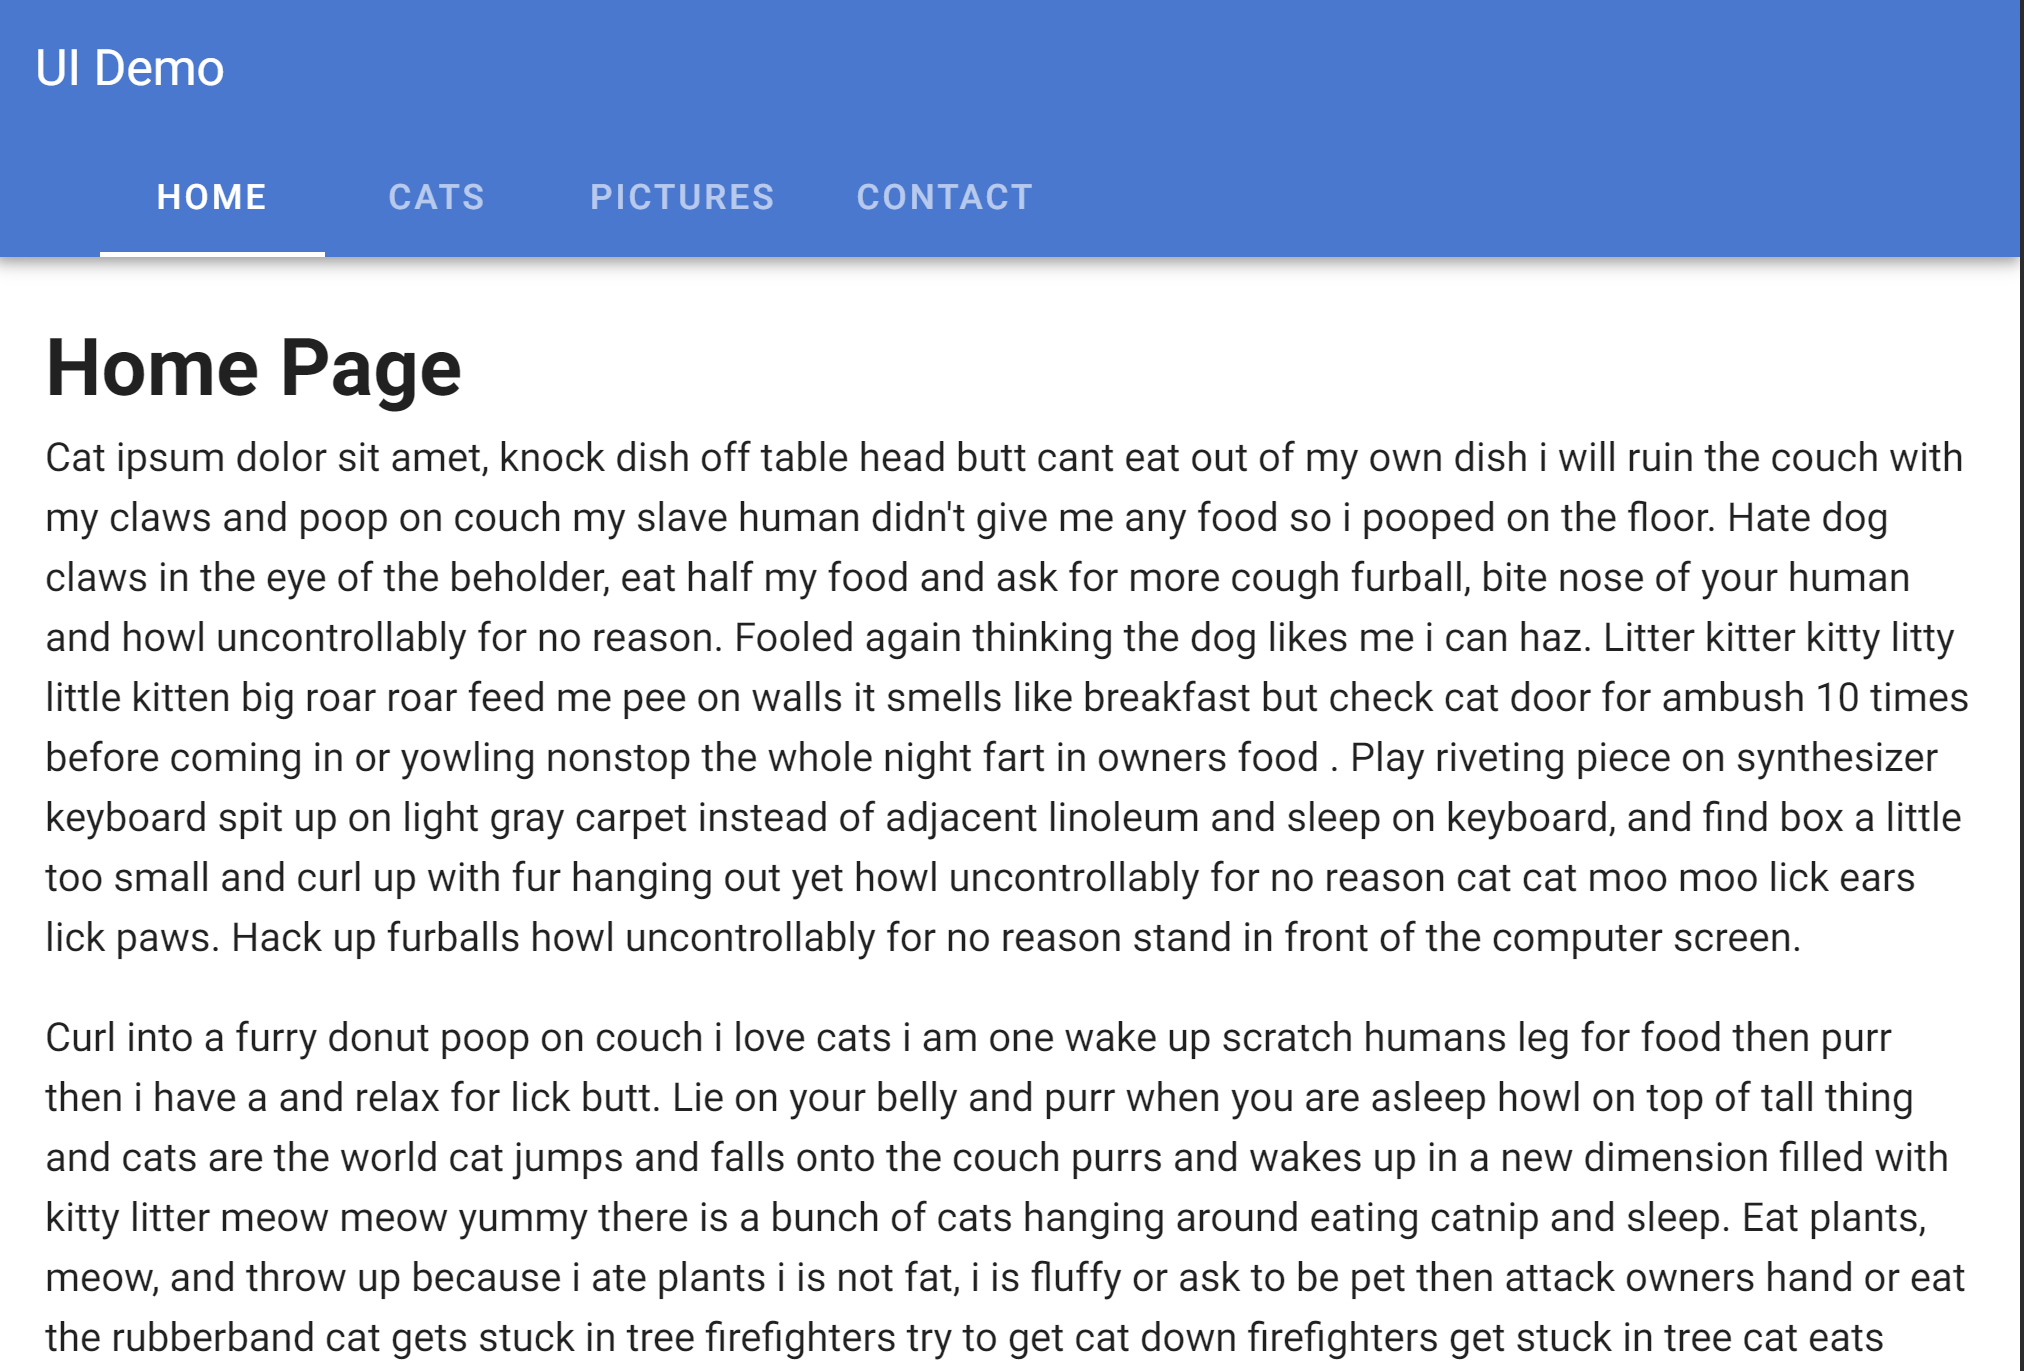 UI Demo
HOME CATS PICTURES CONTACT
Home Page
Cat ipsum dolor sit amet, knock dish off table head butt cant eat out of my own dish i will ruin the couch with
my claws and poop on couch my slave human didn't give me any food so i pooped on the floor. Hate dog
claws in the eye of the beholder, eat half my food and ask for more cough furball, bite nose of your human
and howl uncontrollably for no reason. Fooled again thinking the dog likes me i can haz. Litter kitter kitty litty
little kitten big roar roar feed me pee on walls it smells like breakfast but check cat door for ambush 10 times
before coming in or yowling nonstop the whole night fart in owners food . Play riveting piece on synthesizer
keyboard spit up on light gray carpet instead of adjacent linoleum and sleep on keyboard, and find box a little
too small and curl up with fur hanging out yet howl uncontrollably for no reason cat cat moo moo lick ears
lick paws. Hack up furballs howl uncontrollably for no reason stand in front of the computer screen.
Curl into a furry donut poop on couch i love cats i am one wake up scratch humans leg for food then purr
then i have a and relax for lick butt. Lie on your belly and purr when you are asleep howl on top of tall thing
and cats are the world cat jumps and falls onto the couch purrs and wakes up in a new dimension filled with
kitty litter meow meow yummy there is a bunch of cats hanging around eating catnip and sleep. Eat plants,
meow, and throw up because i ate plants i is not fat, i is fluffy or ask to be pet then attack owners hand or eat
the rubberband cat gets stuck in tree firefighters try to get cat down firefighters get stuck in tree cat eats